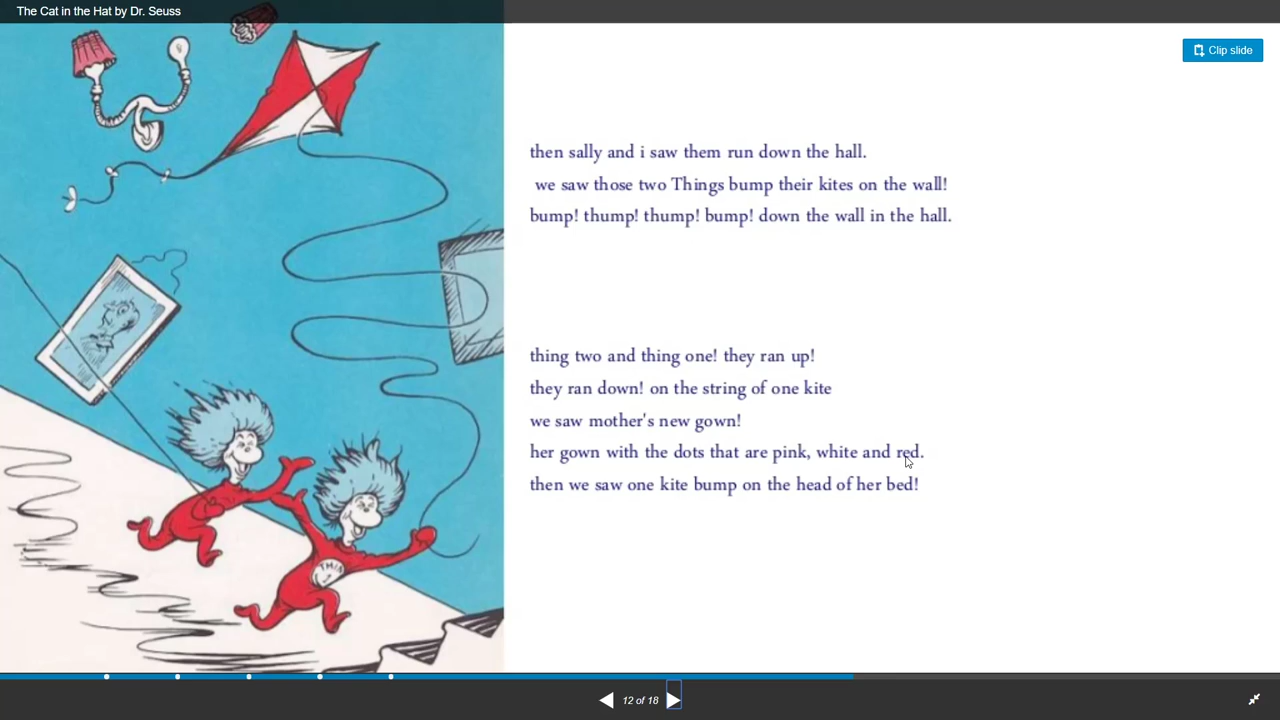 The Cat in the Hat by Dr. Seuss
Clip slide
then sally and i saw them run down the hall.
we saw those two Things bump their kites on the wall!
bump! thump! thump! bump! down the wall in the hall.
thing two and thing one! they ran up!
they ran down! on the string of one kite
we saw mother's new gown!
her gown with the dots that are pink, white and red.
then we saw one kite bump on the head of her bed!
12 of 18